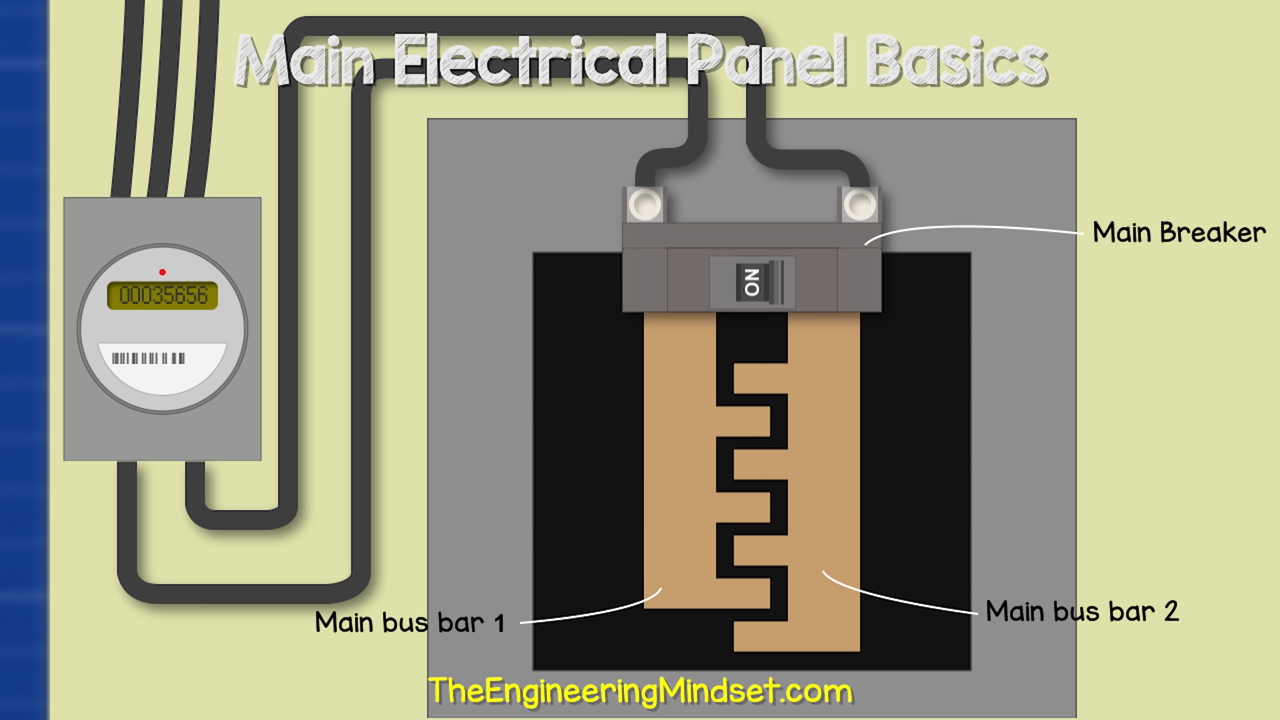 Main Electrical Panel Basics
Main Breaker
00035656
ON
Main bus bar 1
Main bus bar 2
TheEngineeringMindset.com